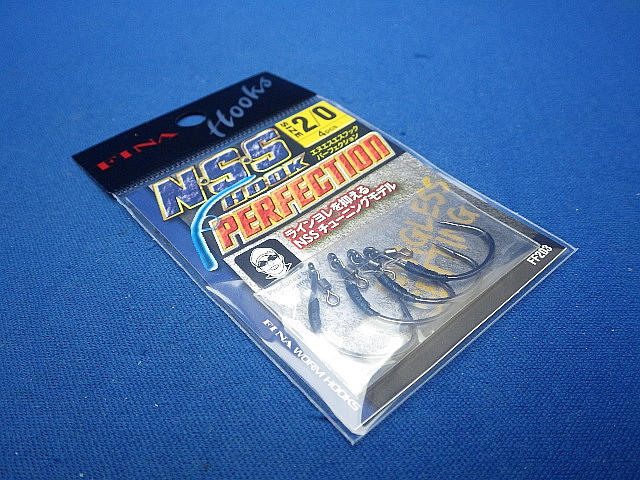 FINA Hooks
SIZE 2/0
N・S・S
HOOK
エヌエスエスフック
パーフェクション
PERFECTION
ラインヨレを抑える
NSSチューニングモデル
FINA WORM HOOKS
FF203